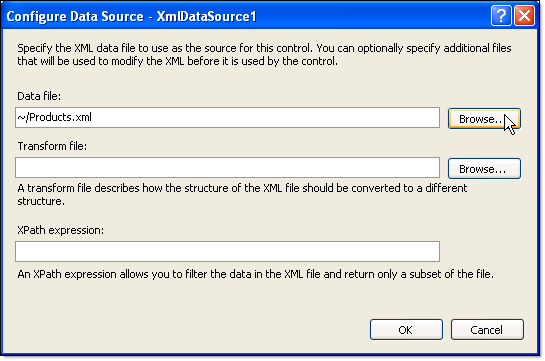 Configure Data Source - XmlDataSource1
Specify the XML data file to use as the source for this control. You can optionally specify additional files
that will be used to modify the XML before it is used by the control.
Data file:
~/Products.xml
Browse...
Transform file:
Browse...
A transform file describes how the structure of the XML file should be converted to a different
structure.
XPath expression:
An XPath expression allows you to filter the data in the XML file and return only a subset of the file.
OK
Cancel